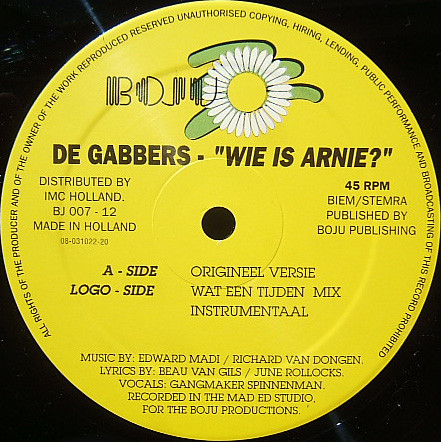 ALL RIGHTS OF THE PRODUCER AND OF THE OWNER OF THE WORK REPRODUCED RESERVED UNAUTHORISED COPYING, HIRING, LENDING, PUBLIC PERFORMANCE AND BROADCASTING OF THIS RECORD PROHIBITED
BOJU
DE GABBERS - "WIE IS ARNIE?"
DISTRIBUTED BY
IMC HOLLAND.
BJ 007 - 12
MADE IN HOLLAND
08-031022-20
45 RPM
BIEM/STEMRA
PUBLISHED BY
BOJU PUBLISHING
A - SIDE ORIGINEEL VERSIE
LOGO - SIDE WAT EEN TIJDEN MIX
INSTRUMENTAAL
MUSIC BY: EDWARD MADI / RICHARD VAN DONGEN.
LYRICS BY: BEAU VAN GILS / JUNE ROLLOCKS.
VOCALS: GANGMAKER SPINNENMAN.
RECORDED IN THE MAD ED STUDIO,
FOR THE BOJU PRODUCTIONS.